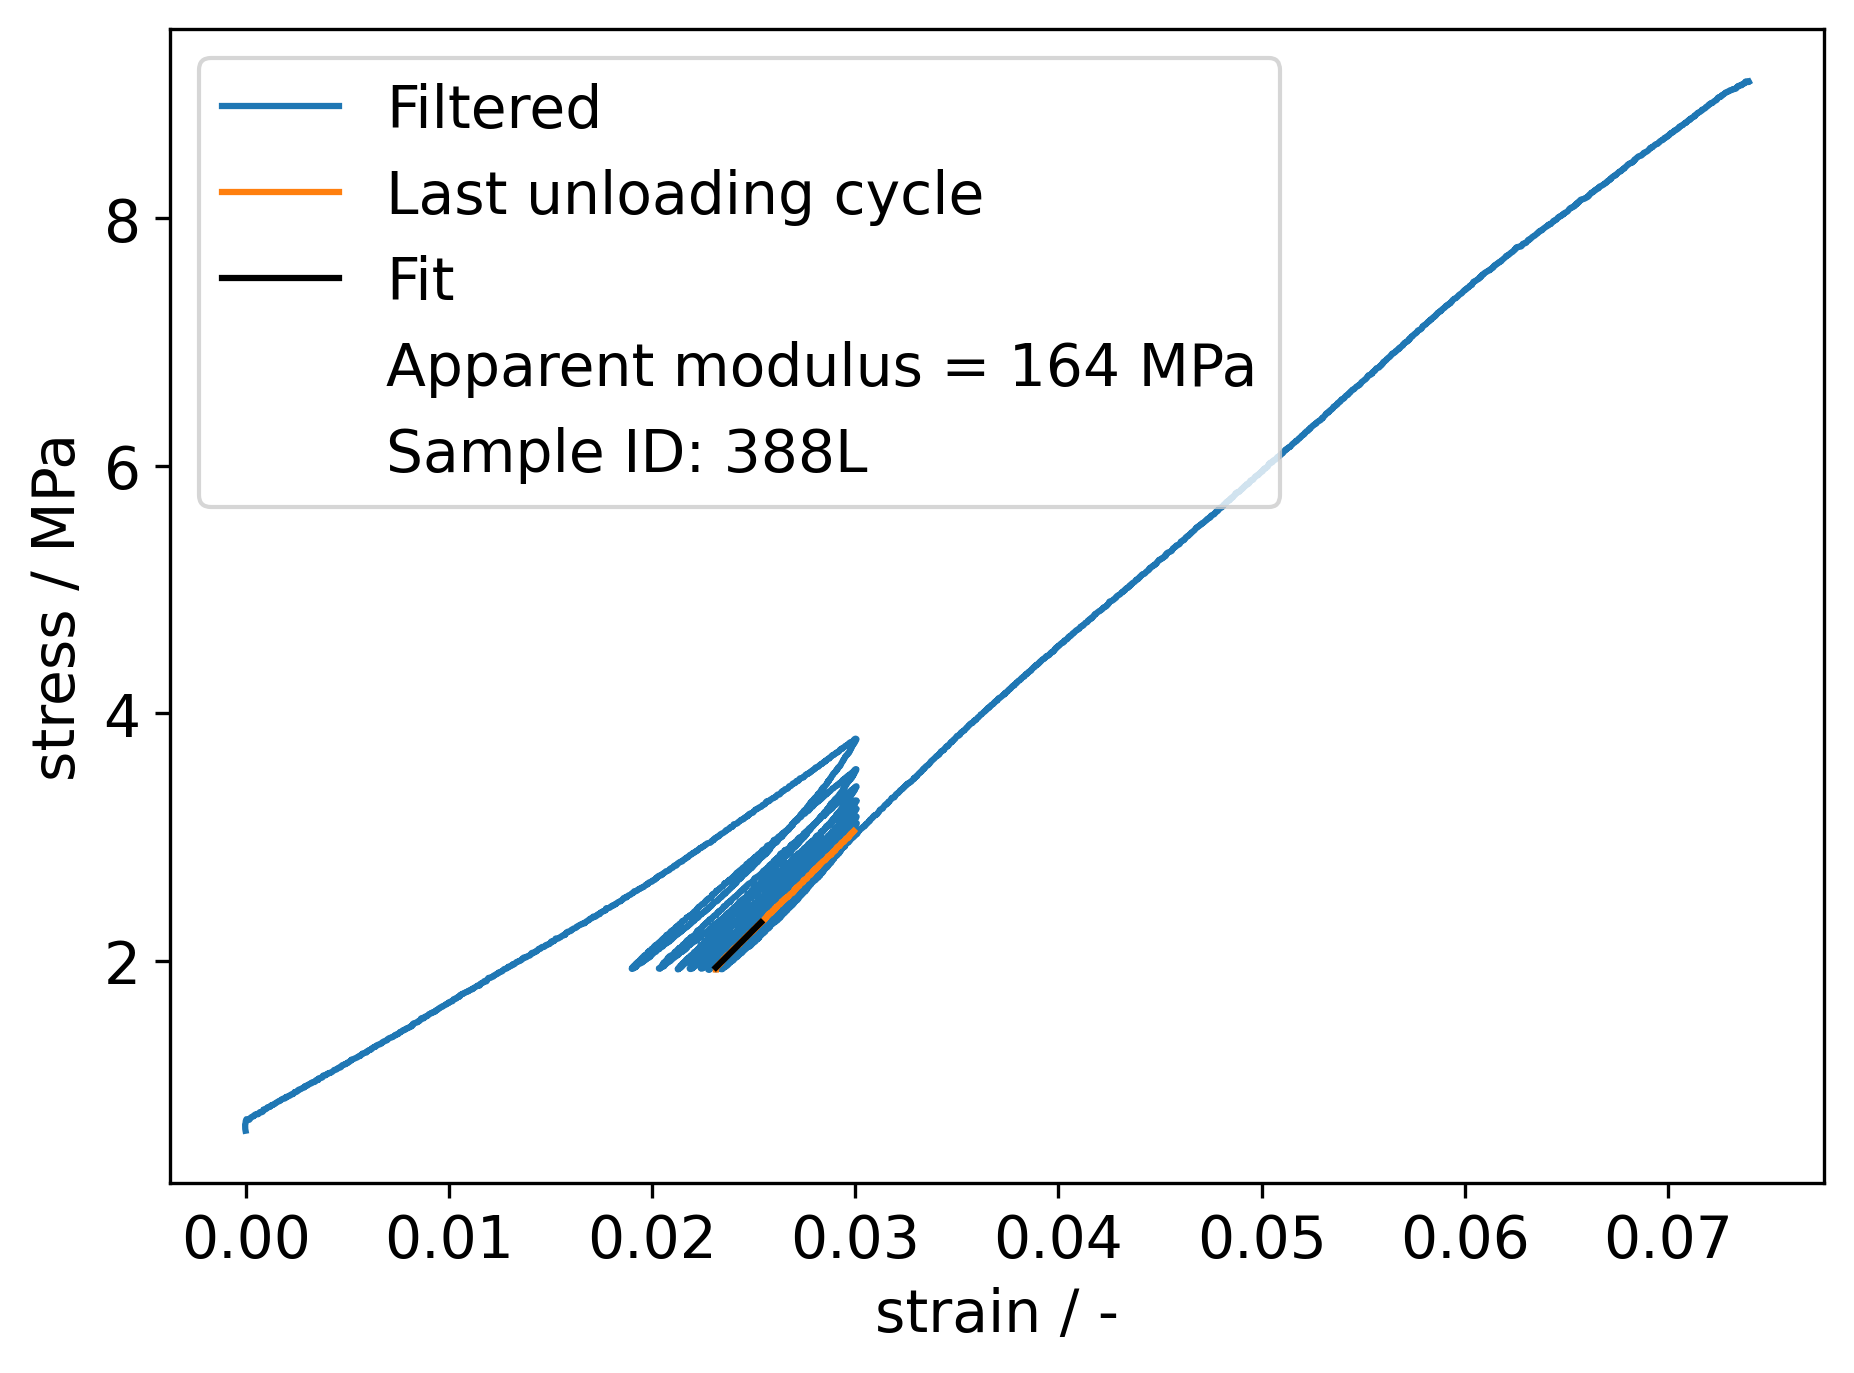 Filtered
Last unloading cycle
Fit
Apparent modulus = 164 MPa
Sample ID: 388L
stress / MPa
8
6
4
2
0.00 0.01 0.02 0.03 0.04 0.05 0.06 0.07
strain / -